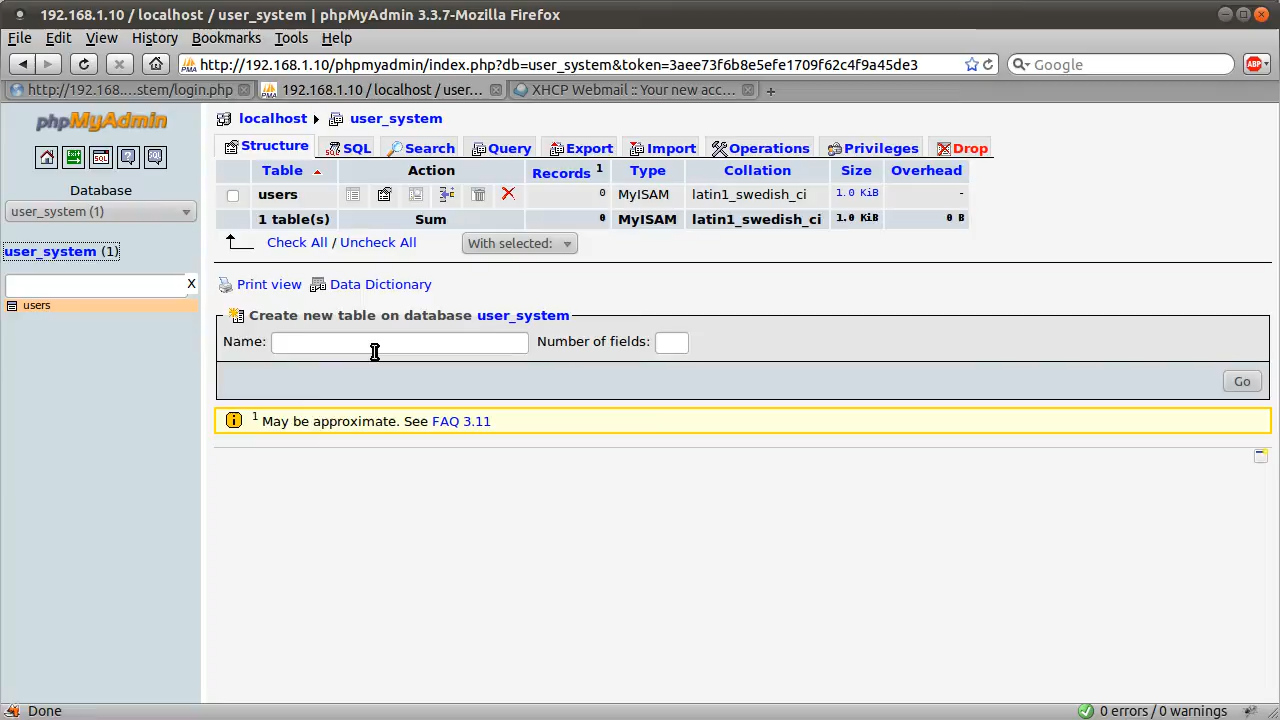 192.168.1.10 / localhost / user_system | phpMyAdmin 3.3.7-Mozilla Firefox
File Edit View History Bookmarks Tools Help
http://192.168.1.10/phpmyadmin/index.php?db=user_system&token=3aee73f6b8e5efe1709f62c4f9a45de3 Google ABP
http://192.168....stem/login.php 192.168.1.10 / localhost / user... XHCP Webmail :: Your new acc...
phpMyAdmin
SQL
Database
user_system (1)
user_system (1)
X
users
localhost user_system
Structure SQL Search Query Export Import Operations Privileges Drop
Table Action Records 1 Type Collation Size Overhead
users 0 MyISAM latin1_swedish_ci 1.0 KiB -
1 table(s) Sum 0 MyISAM latin1_swedish_ci 1.0 KiB 0 B
Check All / Uncheck All With selected:
Print view Data Dictionary
Create new table on database user_system
Name: Number of fields:
Go
1 May be approximate. See FAQ 3.11
Done 0 errors / 0 warnings